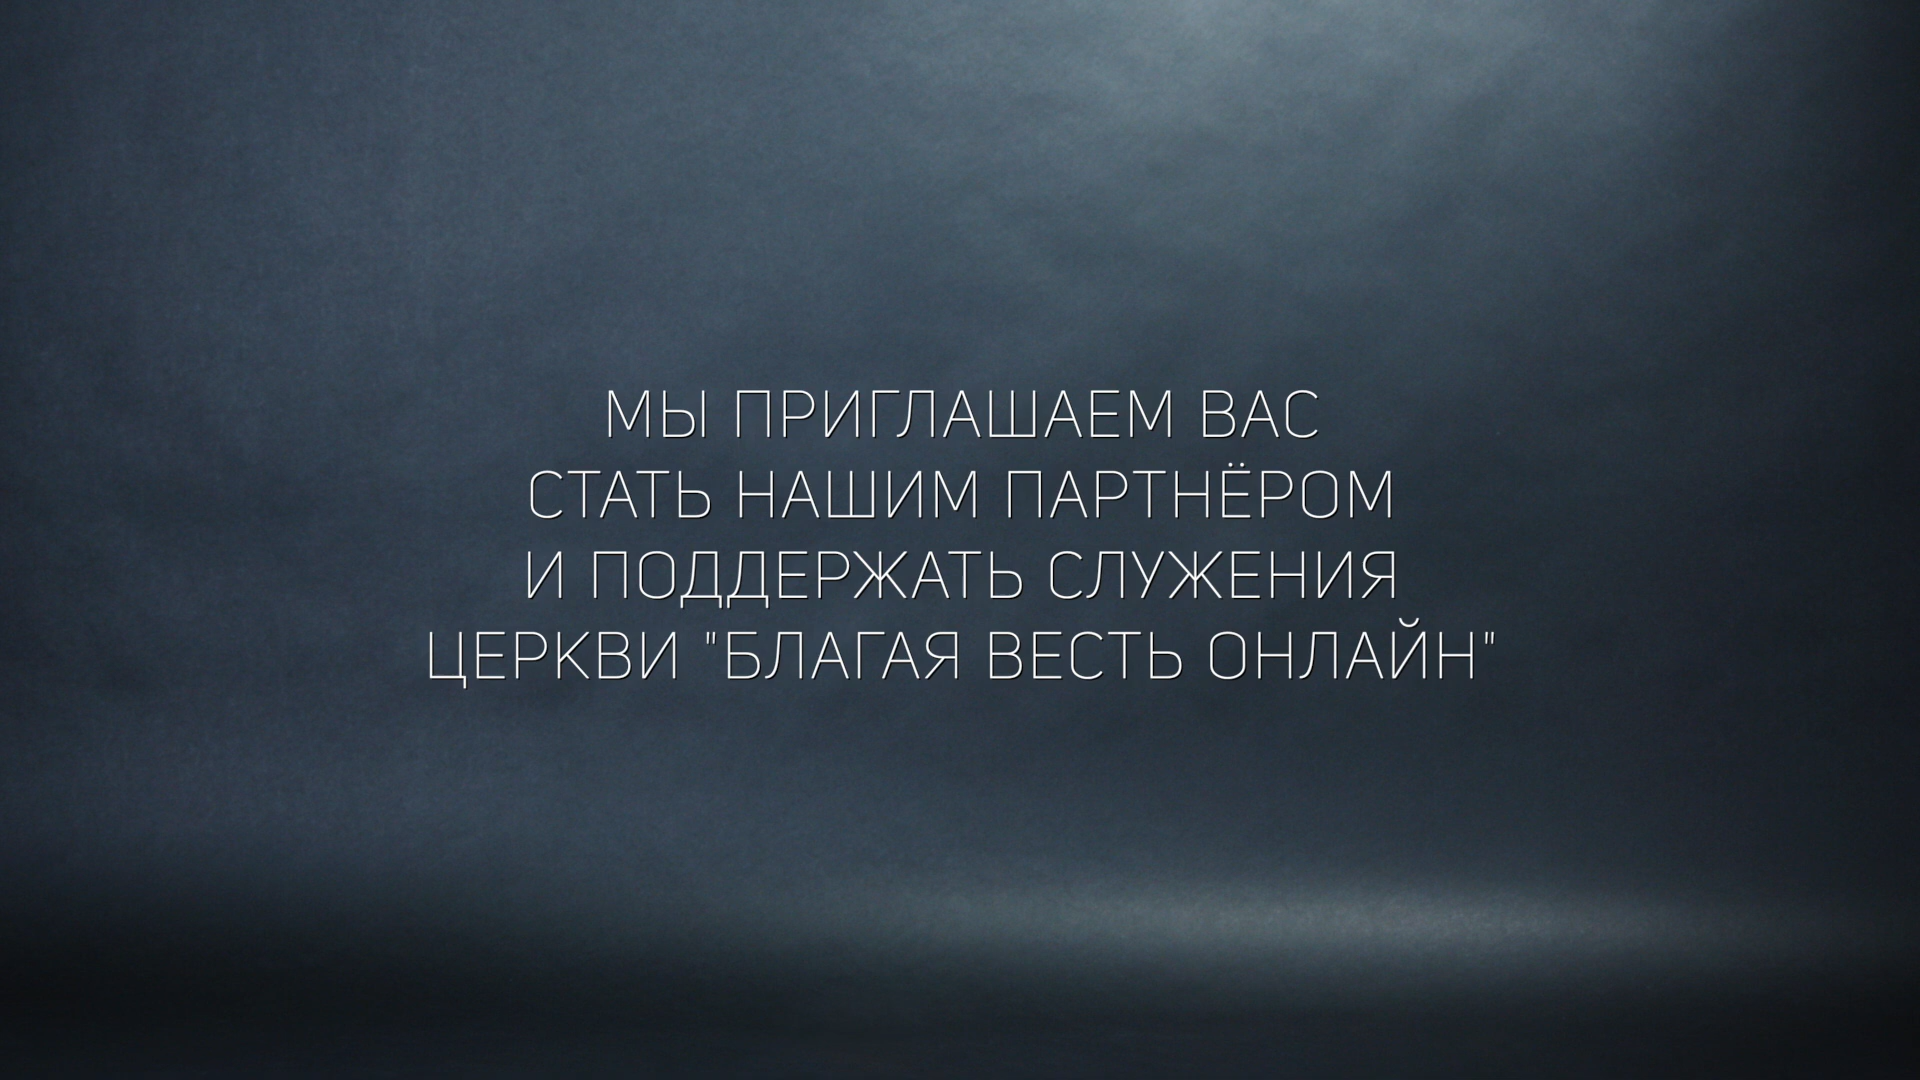 МЫ ПРИГЛАШАЕМ ВАС
СТАТЬ НАШИМ ПАРТНЁРОМ
И ПОДДЕРЖАТЬ СЛУЖЕНИЯ
ЦЕРКВИ "БЛАГАЯ ВЕСТЬ ОНЛАЙН"